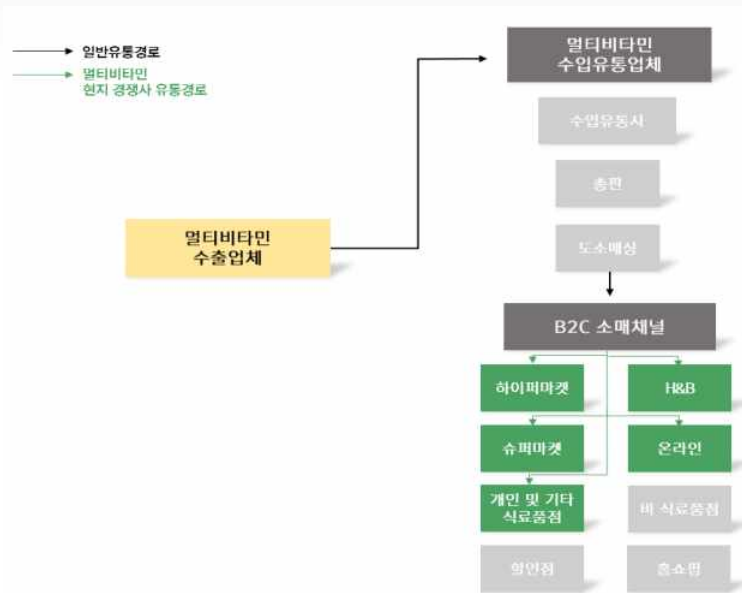 일반유통경로
멀티비타민
현지 경쟁사 유통경로
멀티비타민
수입유통업체
수입유통사
총판
도소매상
멀티비타민
수출업체
B2C 소매채널
하이퍼마켓
H&B
슈퍼마켓
온라인
개인 및 기타
식료품점
비 식료품점
할인점
홈쇼핑